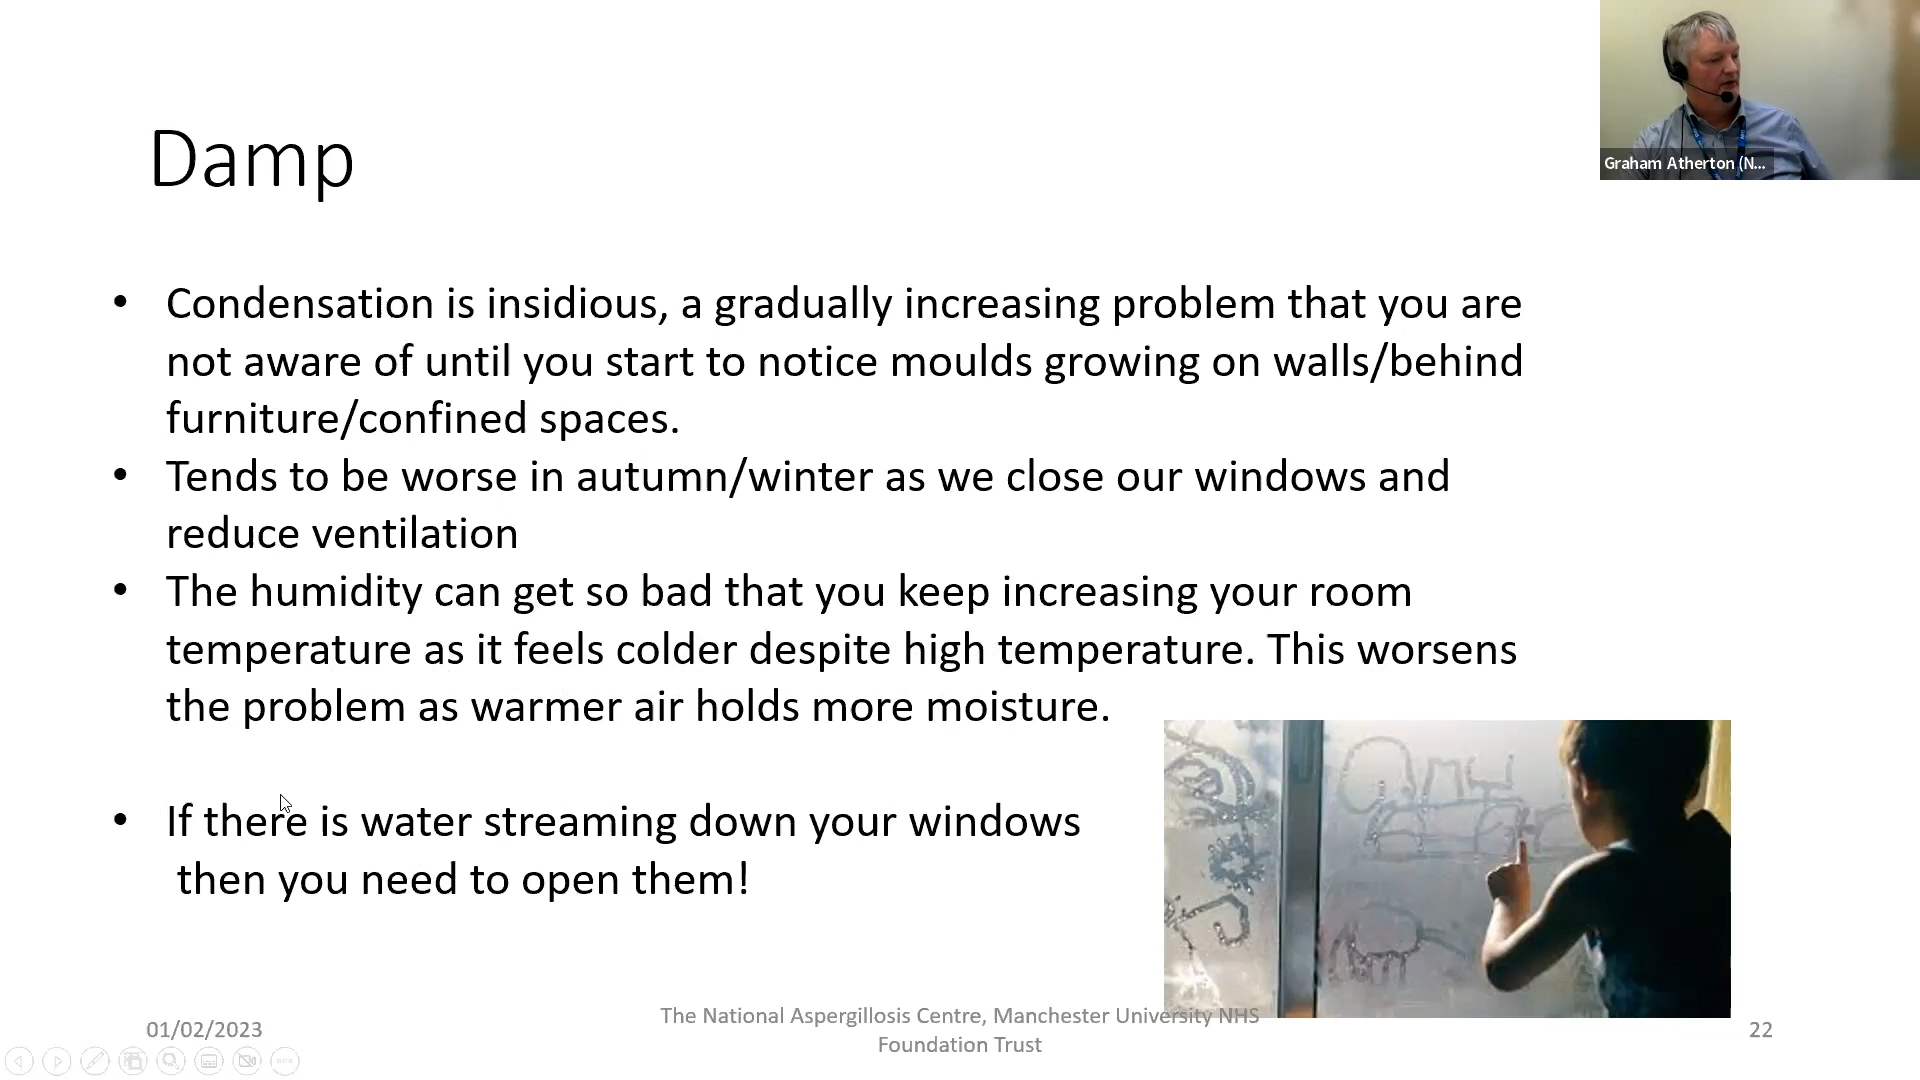 Graham Atherton (N...
Damp
• Condensation is insidious, a gradually increasing problem that you are
not aware of until you start to notice moulds growing on walls/behind
furniture/confined spaces.
• Tends to be worse in autumn/winter as we close our windows and
reduce ventilation
• The humidity can get so bad that you keep increasing your room
temperature as it feels colder despite high temperature. This worsens
the problem as warmer air holds more moisture.
• If there is water streaming down your windows
then you need to open them!
01/02/2023
The National Aspergillosis Centre, Manchester University NHS
Foundation Trust
22